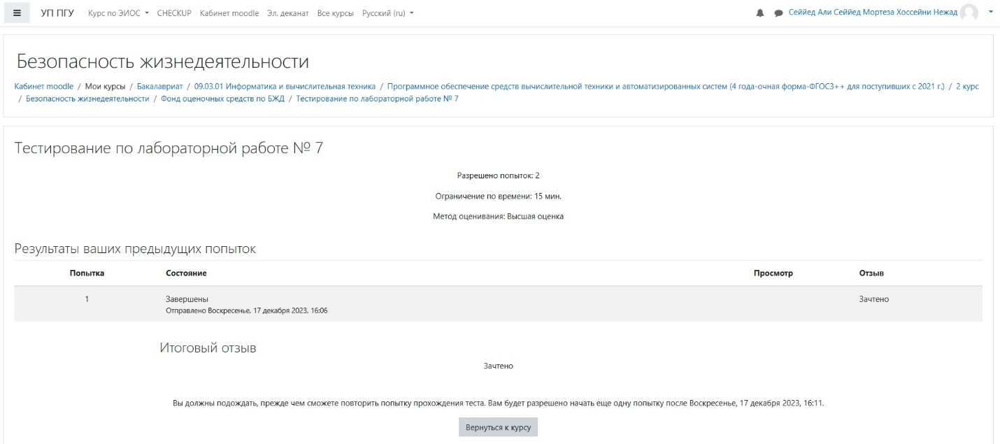 УП ПГУ Курс по ЭИОС CHECKUP Кабинет moodle Эл. деканат Все курсы Русский (ru) Сейёд Али Сейёд Мортеза Хоссейни Нежад
Безопасность жизнедеятельности
Кабинет moodle / Мои курсы / Бакалавриат / 09.03.01 Информатика и вычислительная техника / Программное обеспечение средств вычислительной техники и автоматизированных систем (4 года-очная форма-ФГОС3++ для поступивших с 2021 г.) / 2 курс
/ Безопасность жизнедеятельности / Фонд оценочных средств по БЖД / Тестирование по лабораторной работе № 7
Тестирование по лабораторной работе № 7
Разрешено попыток: 2
Ограничение по времени: 15 мин.
Метод оценивания: Высшая оценка
Результаты ваших предыдущих попыток
Попытка Состояние Просмотр Отзыв
1 Завершены Зачтено
Отправлено Воскресенье, 17 декабря 2023, 16:06
Итоговый отзыв
Зачтено
Вы должны подождать, прежде чем сможете повторить попытку прохождения теста. Вам будет разрешено начать еще одну попытку после Воскресенье, 17 декабря 2023, 16:11.
Вернуться к курсу